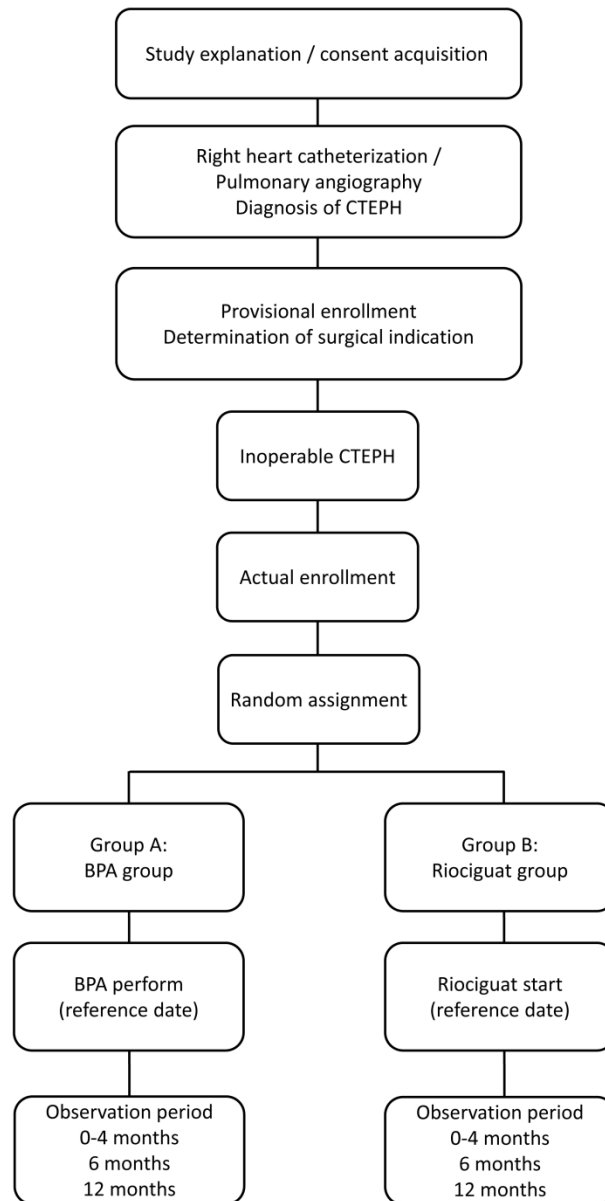 Study explanation / consent acquisition
Right heart catheterization /
Pulmonary angiography
Diagnosis of CTEPH
Provisional enrollment
Determination of surgical indication
Inoperable CTEPH
Actual enrollment
Random assignment
Group A:
BPA group
Group B:
Riociguat group
BPA perform
(reference date)
Riociguat start
(reference date)
Observation period
0-4 months
6 months
12 months
Observation period
0-4 months
6 months
12 months